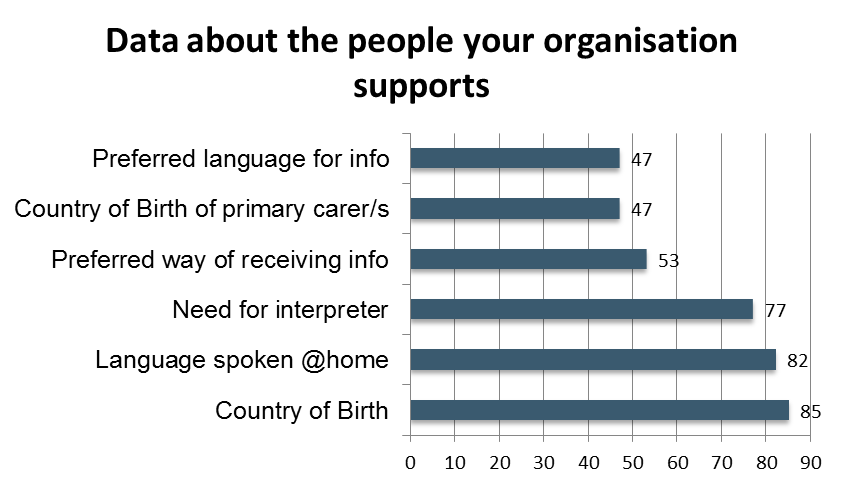 Data about the people your organisation
supports
Preferred language for info
47
Country of Birth of primary carer/s
47
Preferred way of receiving info
53
Need for interpreter
77
Language spoken @home
82
Country of Birth
85
0 10 20 30 40 50 60 70 80 90